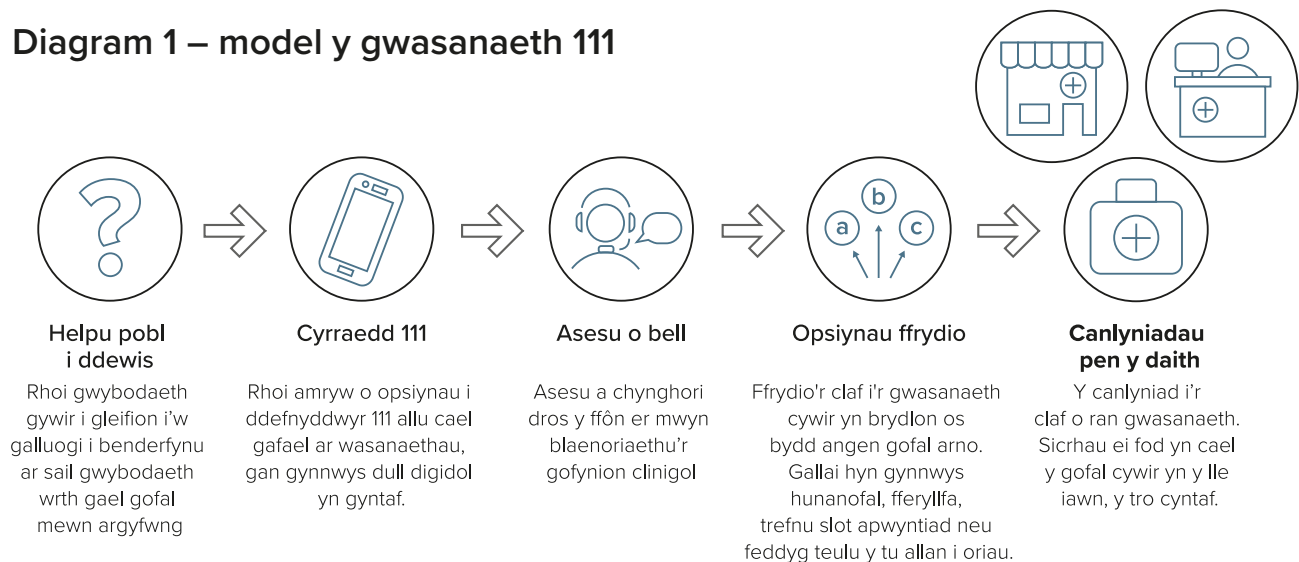 Diagram 1 – model y gwasanaeth 111
a
b
c
Helpu pobl
i ddewis
Rhoi gwybodaeth
gywir i gleifion i'w
galluogi i benderfynu
ar sail gwybodaeth
wrth gael gofal
mewn argyfwng
Cyrraedd 111
Rhoi amryw o opsiynau i
ddefnyddwyr 111 allu cael
gafael ar wasanaethau,
gan gynnwys dull digidol
yn gyntaf.
Asesu o bell
Asesu a chynghori
dros y ffôn er mwyn
blaenoriaethu'r
gofynion clinigol
Opsiynau ffrydio
Ffrydio'r claf i'r gwasanaeth
cywir yn brydlon os
bydd angen gofal arno.
Gallai hyn gynnwys
hunanofal, fferyllfa,
trefnu slot apwyntiad neu
feddyg teulu y tu allan i oriau.
Canlyniadau
pen y daith
Y canlyniad i'r
claf o ran gwasanaeth.
Sicrhau ei fod yn cael
y gofal cywir yn y lle
iawn, y tro cyntaf.